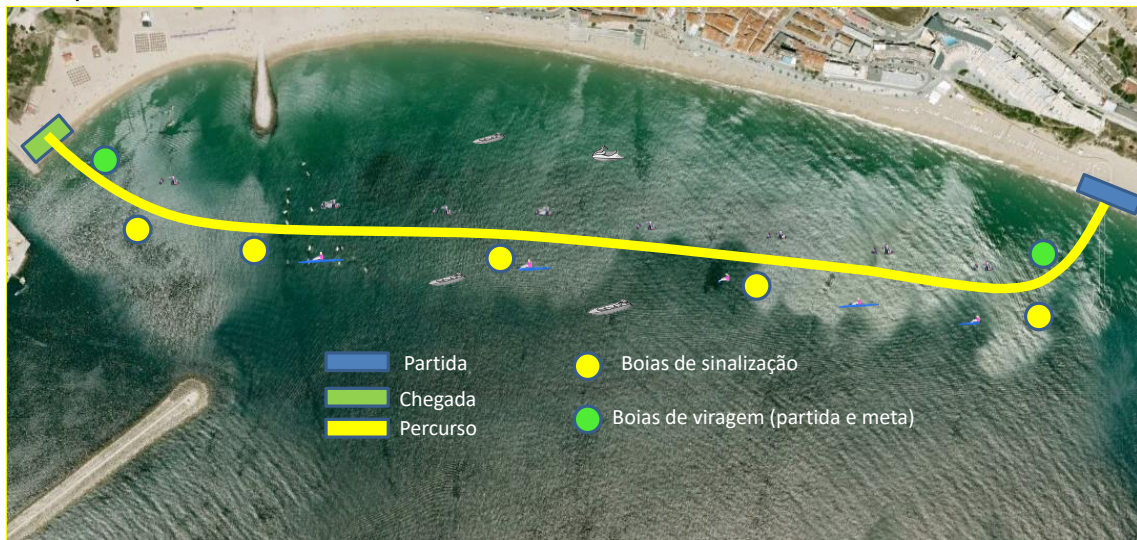 Partida
Chegada
Percurso
Boias de sinalização
Boias de viragem (partida e meta)